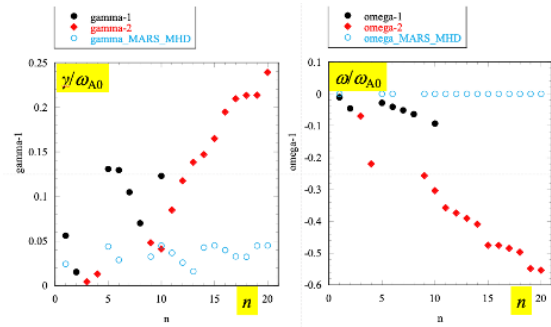 gamma-1
gamma-2
gamma_MARS_MHD
γ/ωA0
gamma-1
0.25
0.2
0.15
0.1
0.05
0
0 5 10 15 20
n
n
omega-1
omega-2
omega_MARS_MHD
ω/ωA0
omega-1
0.1
0
-0.1
-0.2
-0.3
-0.4
-0.5
-0.6
0 5 10 15 20
n
n